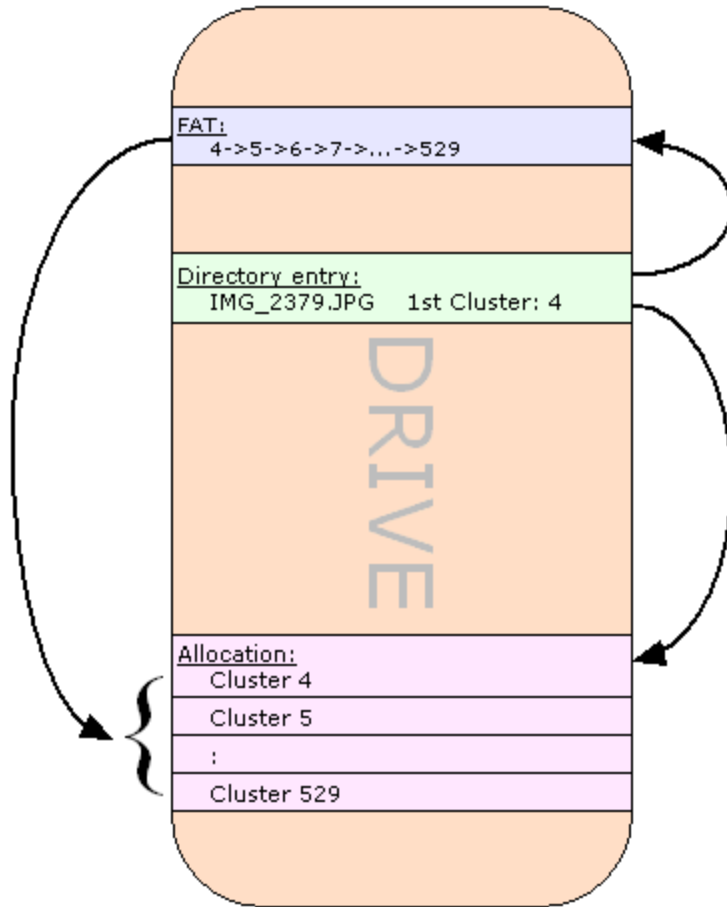 FAT:
4->5->6->7->...->529
Directory entry:
IMG_2379.JPG 1st Cluster: 4
DRIVE
Allocation:
Cluster 4
Cluster 5
:
Cluster 529